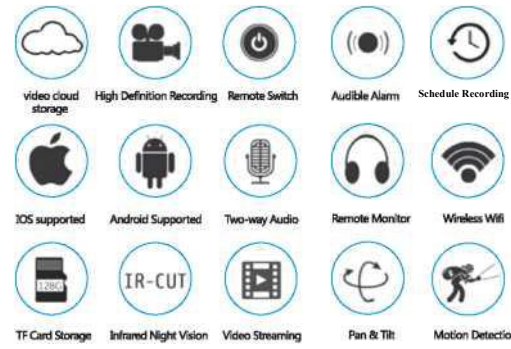 video cloud
storage
High Definition Recording
Remote Switch
Audible Alarm
Schedule Recording
IOS supported
Android Supported
Two-way Audio
Remote Monitor
Wireless Wifi
128G
IR-CUT
TF Card Storage
Infrared Night Vision
Video Streaming
Pan & Tilt
Motion Detectio